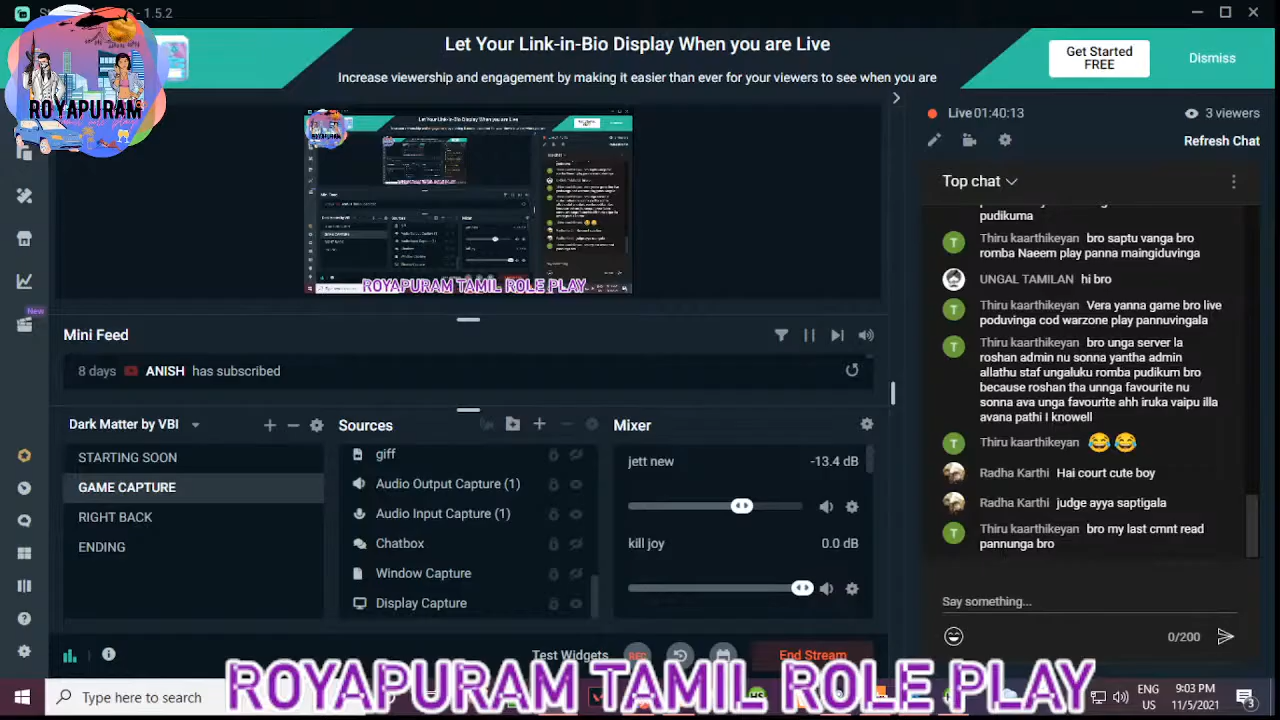 - 1.5.2
Let Your Link-in-Bio Display When you are Live
Increase viewership and engagement by making it easier than ever for your viewers to see when you are
Get Started
FREE
Dismiss
ROYAPURAM
Live 01:40:13
3 viewers
Refresh Chat
Top chat
pudikuma
T
Thiru kaarthikeyan bro saptu vanga bro
romba Naeem play panna maingiduvinga
UNGAL TAMILAN hi bro
T
Thiru kaarthikeyan Vera yanna game bro live
poduvinga cod warzone play pannuvingala
T
Thiru kaarthikeyan bro unga server la
roshan admin nu sonna yantha admin
allathu staf ungaluku romba pudikum bro
because roshan tha unnga favourite nu
sonna ava unga favourite ahh iruka vaipu illa
avana pathi I knowell
T
Thiru kaarthikeyan 😂😂
Radha Karthi Hai court cute boy
Radha Karthi judge ayya saptigala
T
Thiru kaarthikeyan bro my last cmnt read
pannunga bro
Say something...
0/200
New
Mini Feed
8 days ANISH has subscribed
Dark Matter by VBI
STARTING SOON
GAME CAPTURE
RIGHT BACK
ENDING
Sources
giff
Audio Output Capture (1)
Audio Input Capture (1)
Chatbox
Window Capture
Display Capture
Mixer
jett new
-13.4 dB
kill joy
0.0 dB
Test Widgets
REC
End Stream
ROYAPURAM TAMIL ROLE PLAY
ROYAPURAM TAMIL ROLE PLAY
Type here to search
ENG
US
9:03 PM
11/5/2021
3